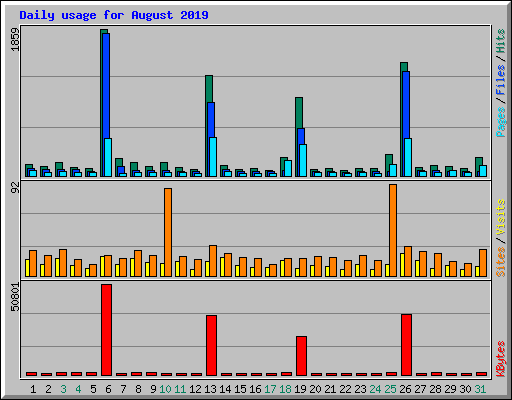 Daily usage for August 2019
1859
Pages / Files / Hits
92
Sites / Visits
50801
KBytes
1 2 3 4 5 6 7 8 9 10 11 12 13 14 15 16 17 18 19 20 21 22 23 24 25 26 27 28 29 30 31